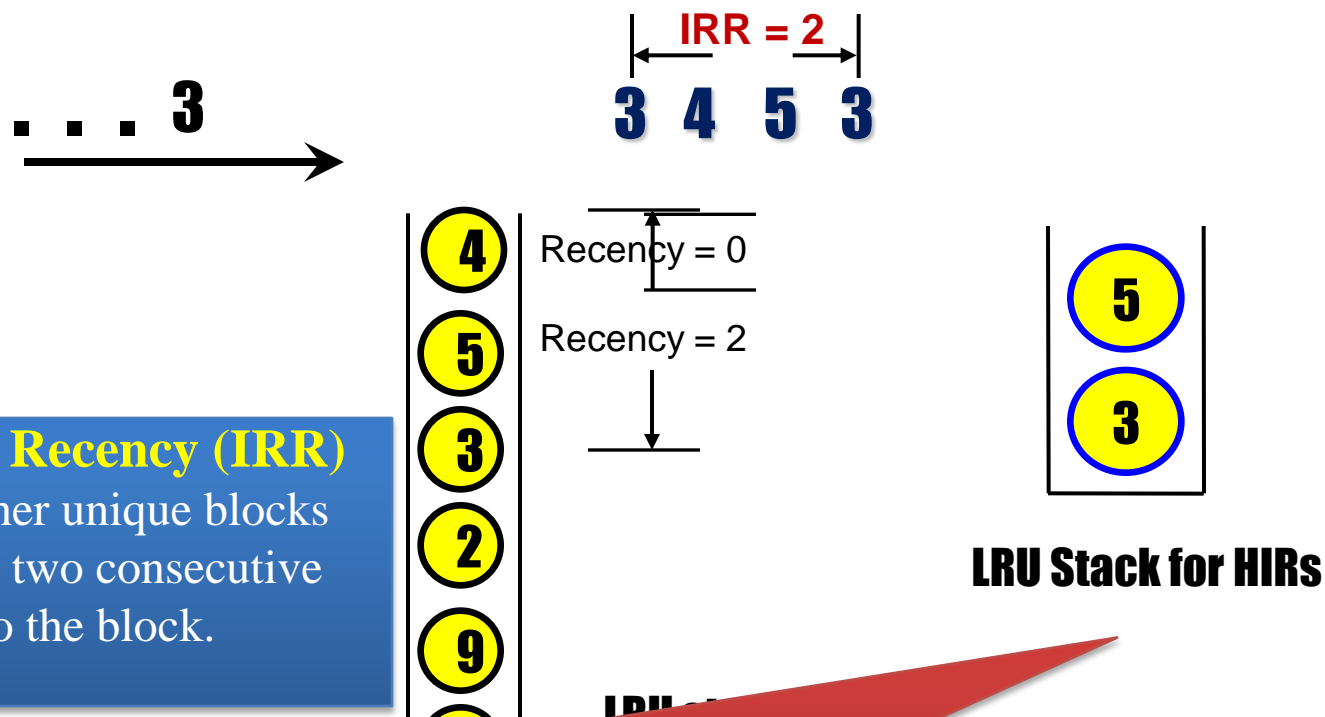 IRR = 2
. . . 3
3 4 5 3
4
Recency = 0
5
Recency = 2
3
2
9
5
3
LRU Stack for HIRs
Recency (IRR)
unique blocks
two consecutive
the block.
LRU